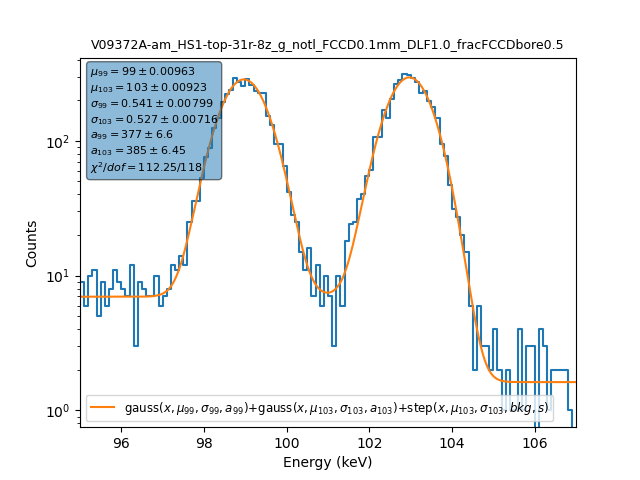 V09372A-am_HS1-top-31r-8z_g_notl_FCCD0.1mm_DLF1.0_fracFCCDbore0.5
μ₉₉ = 99 ± 0.00963
μ₁₀₃ = 103 ± 0.00923
σ₉₉ = 0.541 ± 0.00799
σ₁₀₃ = 0.527 ± 0.00716
a₉₉ = 377 ± 6.6
a₁₀₃ = 385 ± 6.45
χ²/dof = 112.25/118
10²
10¹
10⁰
Counts
gauss(x, μ₉₉, σ₉₉, a₉₉)+gauss(x, μ₁₀₃, σ₁₀₃, a₁₀₃)+step(x, μ₁₀₃, σ₁₀₃, bkg, s)
96 98 100 102 104 106
Energy (keV)